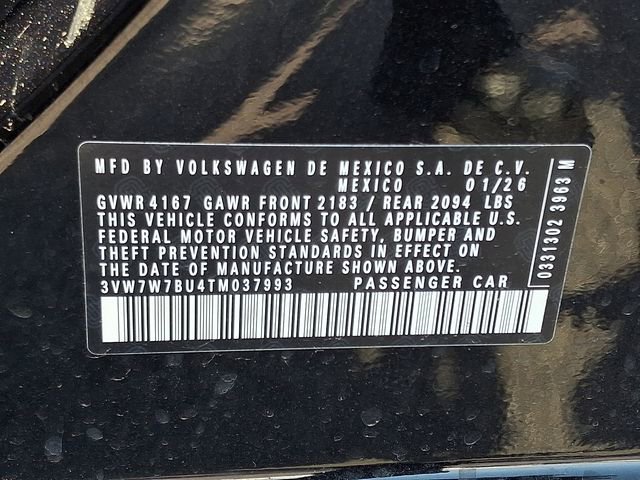 MFD BY VOLKSWAGEN DE MEXICO S.A. DE C.V.
MEXICO 01/26
GVWR 4167 GAWR FRONT 2183 / REAR 2094 LBS
THIS VEHICLE CONFORMS TO ALL APPLICABLE U.S.
FEDERAL MOTOR VEHICLE SAFETY, BUMPER AND
THEFT PREVENTION STANDARDS IN EFFECT ON
THE DATE OF MANUFACTURE SHOWN ABOVE.
3VW7W7BU4TM037993 PASSENGER CAR
0331302 3963 M